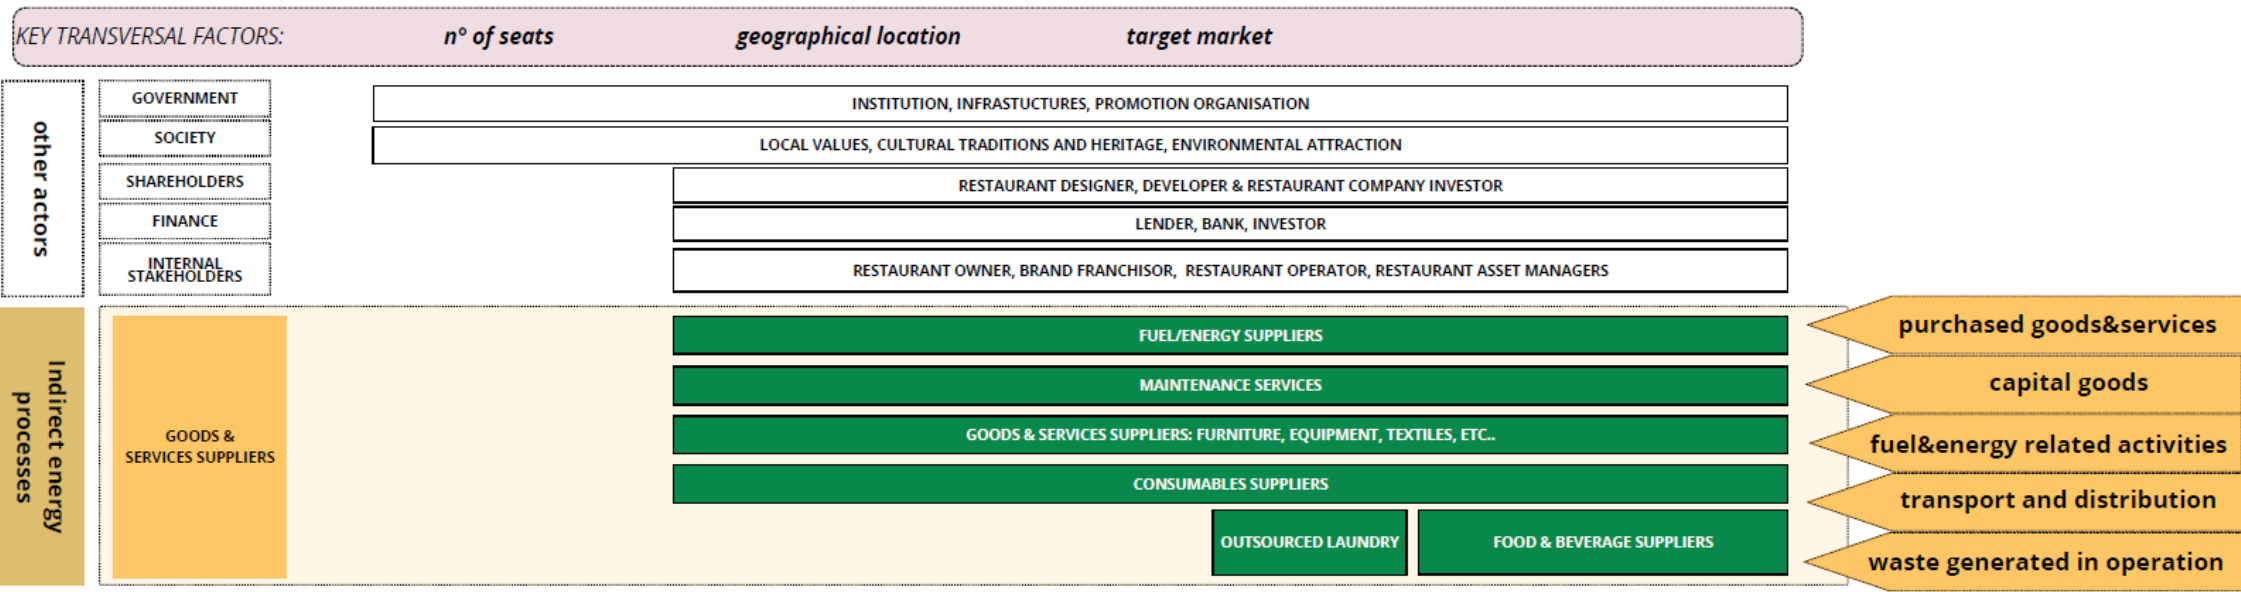 KEY TRANSVERSAL FACTORS: n° of seats geographical location target market
other actors
GOVERNMENT
INSTITUTION, INFRASTUCTURES, PROMOTION ORGANISATION
SOCIETY
LOCAL VALUES, CULTURAL TRADITIONS AND HERITAGE, ENVIRONMENTAL ATTRACTION
SHAREHOLDERS
RESTAURANT DESIGNER, DEVELOPER & RESTAURANT COMPANY INVESTOR
FINANCE
LENDER, BANK, INVESTOR
INTERNAL
STAKEHOLDERS
RESTAURANT OWNER, BRAND FRANCHISOR, RESTAURANT OPERATOR, RESTAURANT ASSET MANAGERS
Indirect energy
processes
GOODS &
SERVICES SUPPLIERS
FUEL/ENERGY SUPPLIERS
MAINTENANCE SERVICES
GOODS & SERVICES SUPPLIERS: FURNITURE, EQUIPMENT, TEXTILES, ETC..
CONSUMABLES SUPPLIERS
OUTSOURCED LAUNDRY
FOOD & BEVERAGE SUPPLIERS
purchased goods&services
capital goods
fuel&energy related activities
transport and distribution
waste generated in operation